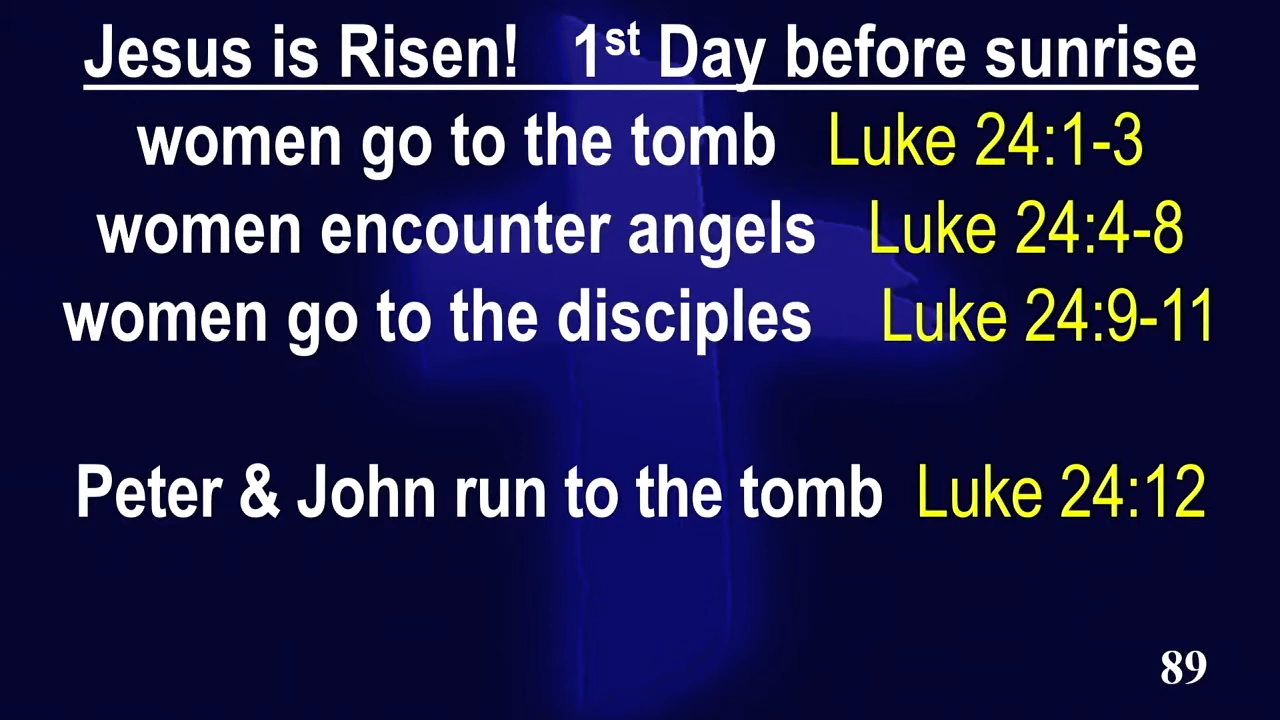 Jesus is Risen! 1st Day before sunrise
women go to the tomb Luke 24:1-3
women encounter angels Luke 24:4-8
women go to the disciples Luke 24:9-11
Peter & John run to the tomb Luke 24:12
89